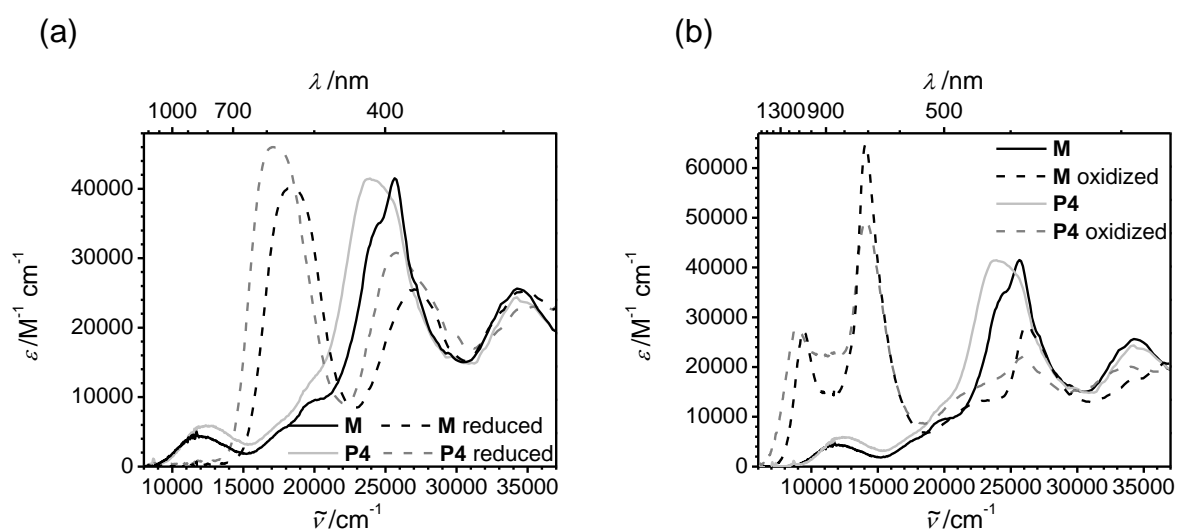 (a)
λ /nm
1000 700 400
ε /M⁻¹ cm⁻¹
40000
30000
20000
10000
0
M M reduced
P4 P4 reduced
10000 15000 20000 25000 30000 35000
ν̃ /cm⁻¹
(b)
λ /nm
1300 900 500
ε /M⁻¹ cm⁻¹
60000
50000
40000
30000
20000
10000
0
M
M oxidized
P4
P4 oxidized
10000 15000 20000 25000 30000 35000
ν̃ /cm⁻¹